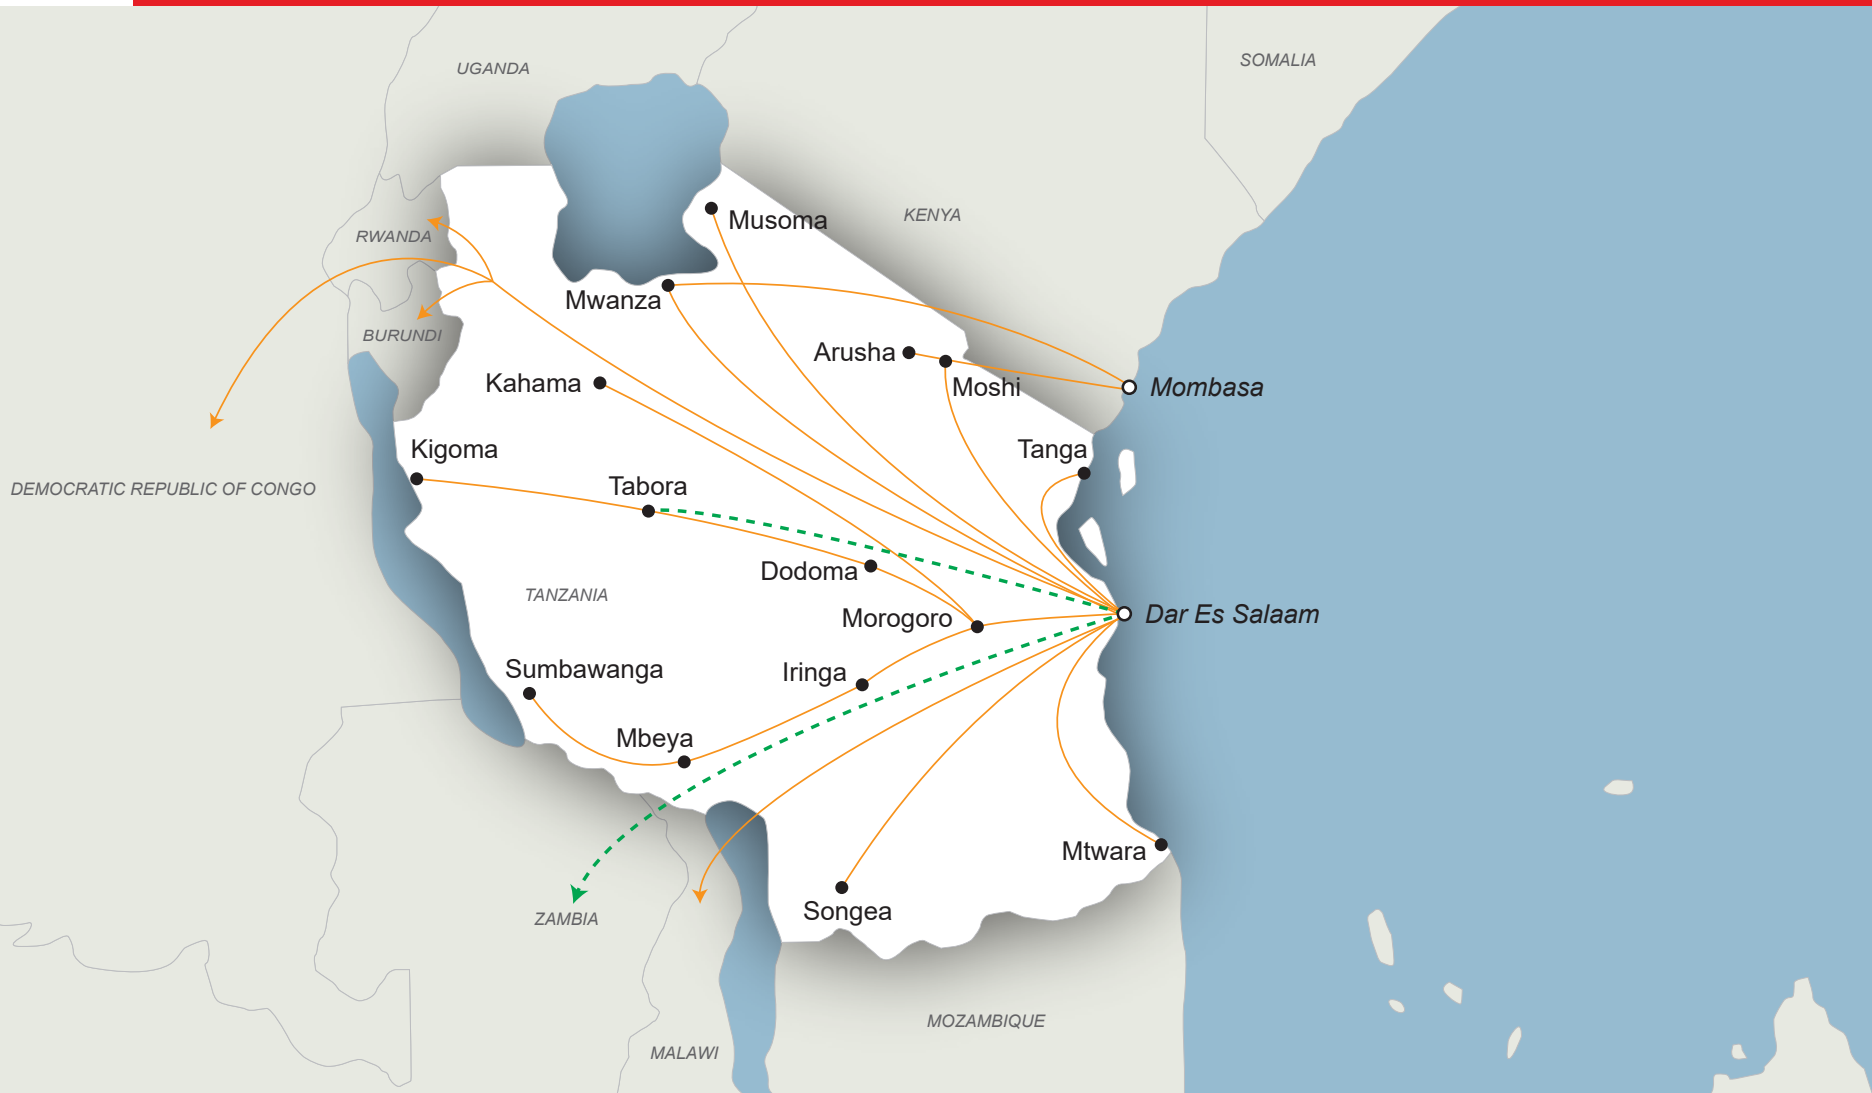 SOMALIA
UGANDA
KENYA
Musoma
RWANDA
Mwanza
BURUNDI
Arusha
Kahama
Moshi
Mombasa
Kigoma
Tanga
DEMOCRATIC REPUBLIC OF CONGO
Tabora
Dodoma
TANZANIA
Morogoro
Dar Es Salaam
Sumbawanga
Iringa
Mbeya
Mtwara
Songea
ZAMBIA
MOZAMBIQUE
MALAWI